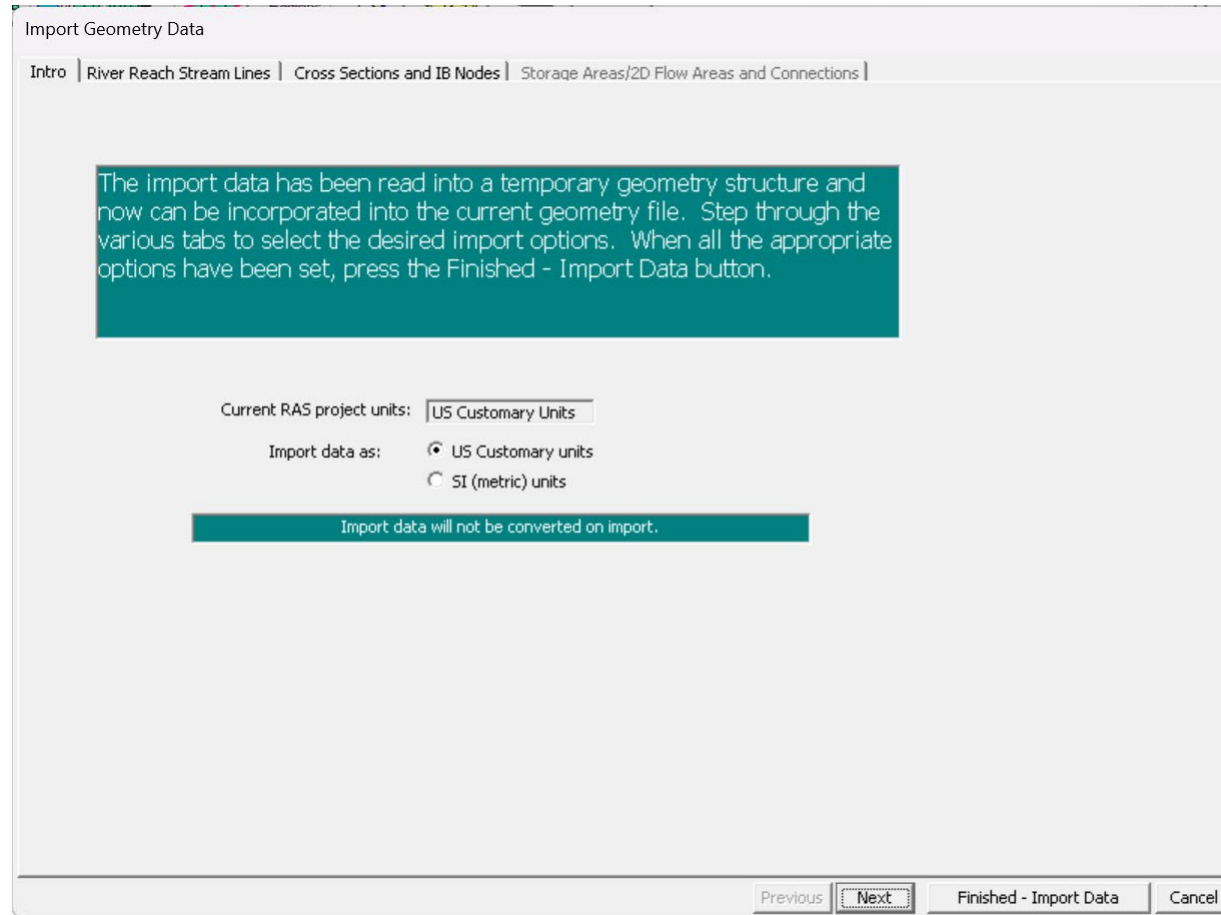 Import Geometry Data
Intro River Reach Stream Lines Cross Sections and IB Nodes Storage Areas/2D Flow Areas and Connections
The import data has been read into a temporary geometry structure and
now can be incorporated into the current geometry file. Step through the
various tabs to select the desired import options. When all the appropriate
options have been set, press the Finished - Import Data button.
Current RAS project units: US Customary Units
Import data as: US Customary units
SI (metric) units
Import data will not be converted on import.
Previous Next Finished - Import Data Cancel